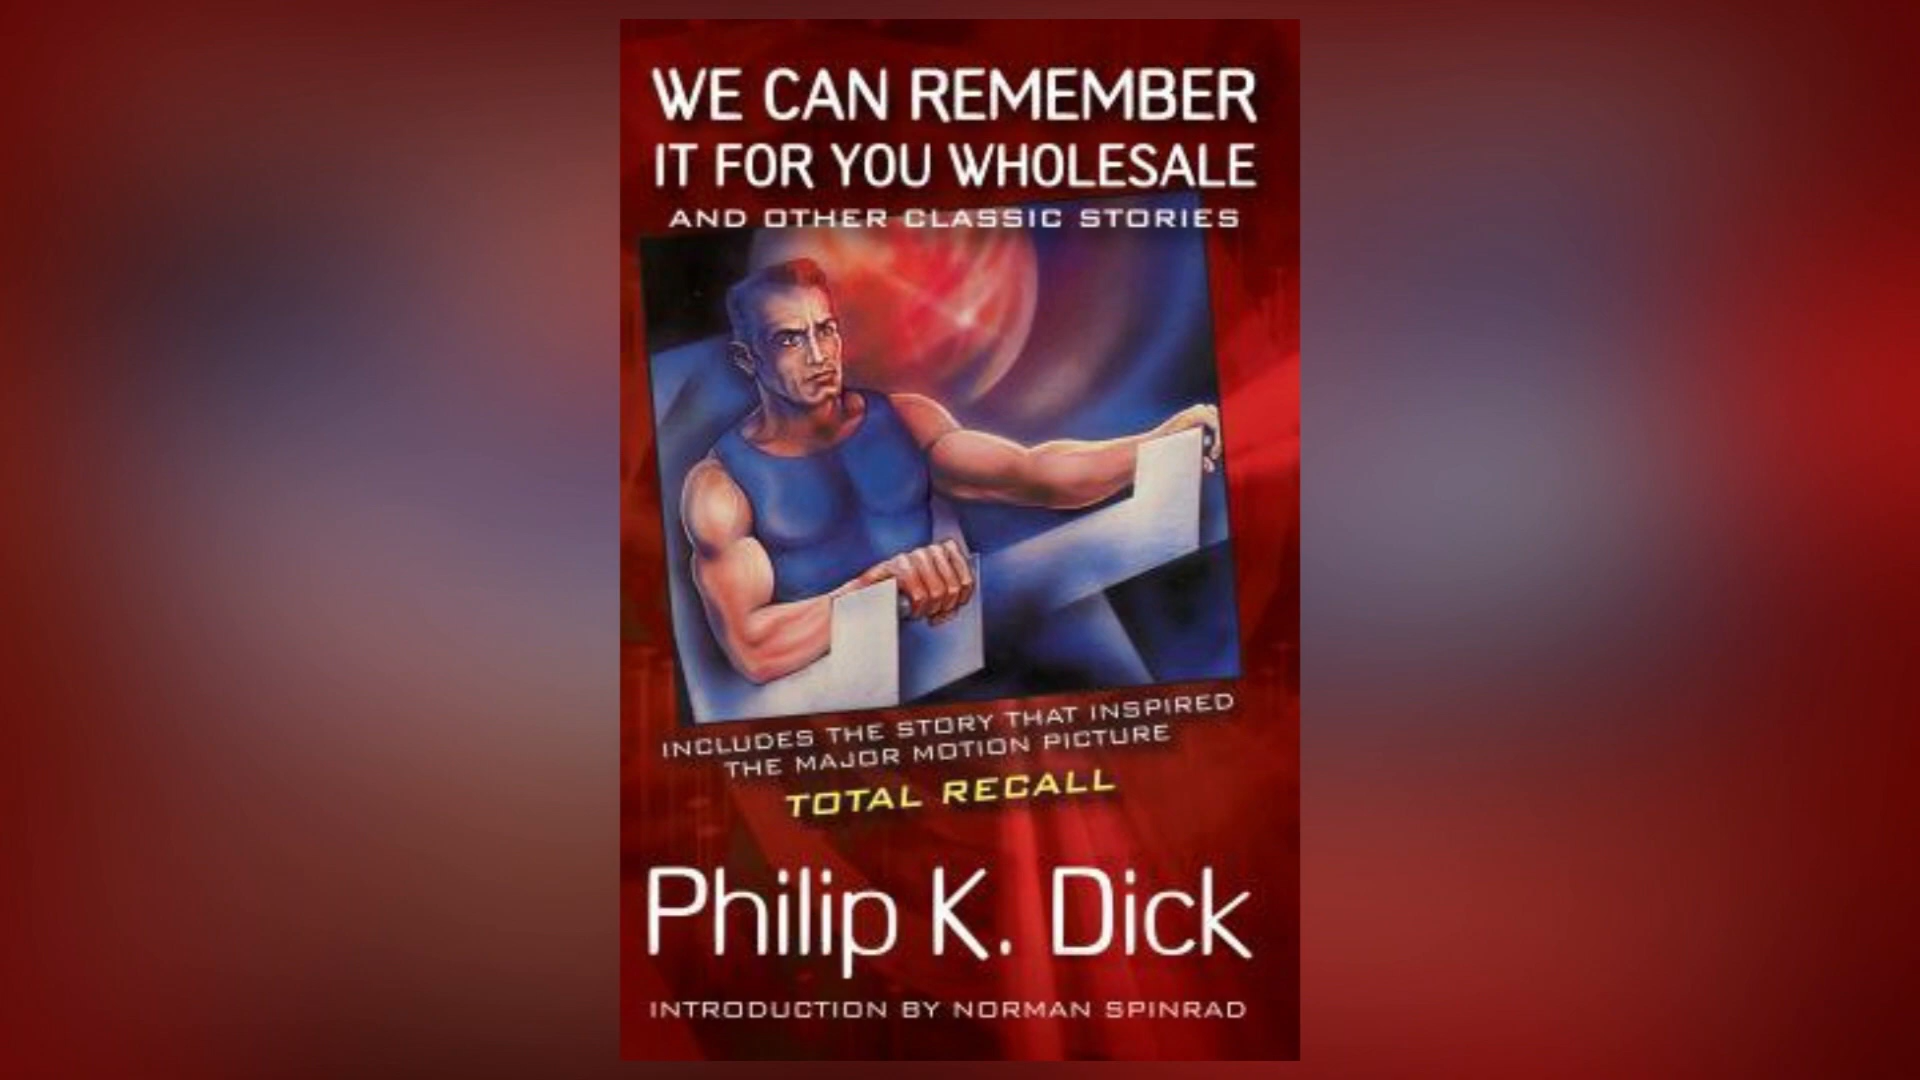 WE CAN REMEMBER
IT FOR YOU WHOLESALE
AND OTHER CLASSIC STORIES
INCLUDES THE STORY THAT INSPIRED
THE MAJOR MOTION PICTURE
TOTAL RECALL
Philip K. Dick
INTRODUCTION BY NORMAN SPINRAD